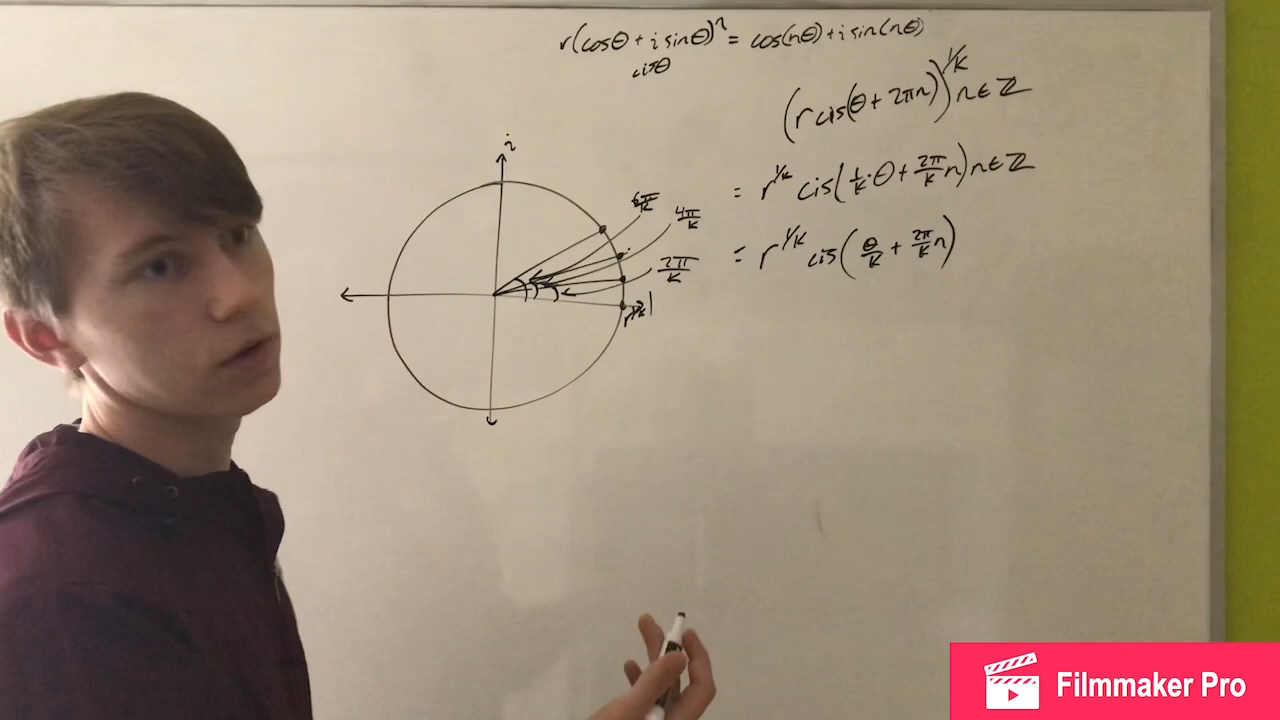 r(cosθ + i sinθ)^n = cos(nθ) + i sin(nθ)
cisθ
(r cis(θ + 2πn))^1/k n ∈ ℤ
= r^1/k cis(1/k · θ + 2π/k n) n ∈ ℤ
= r^1/k cis(θ/k + 2π/k n)
i
6π/k
4π/k
2π/k
r^1/k
Filmmaker Pro